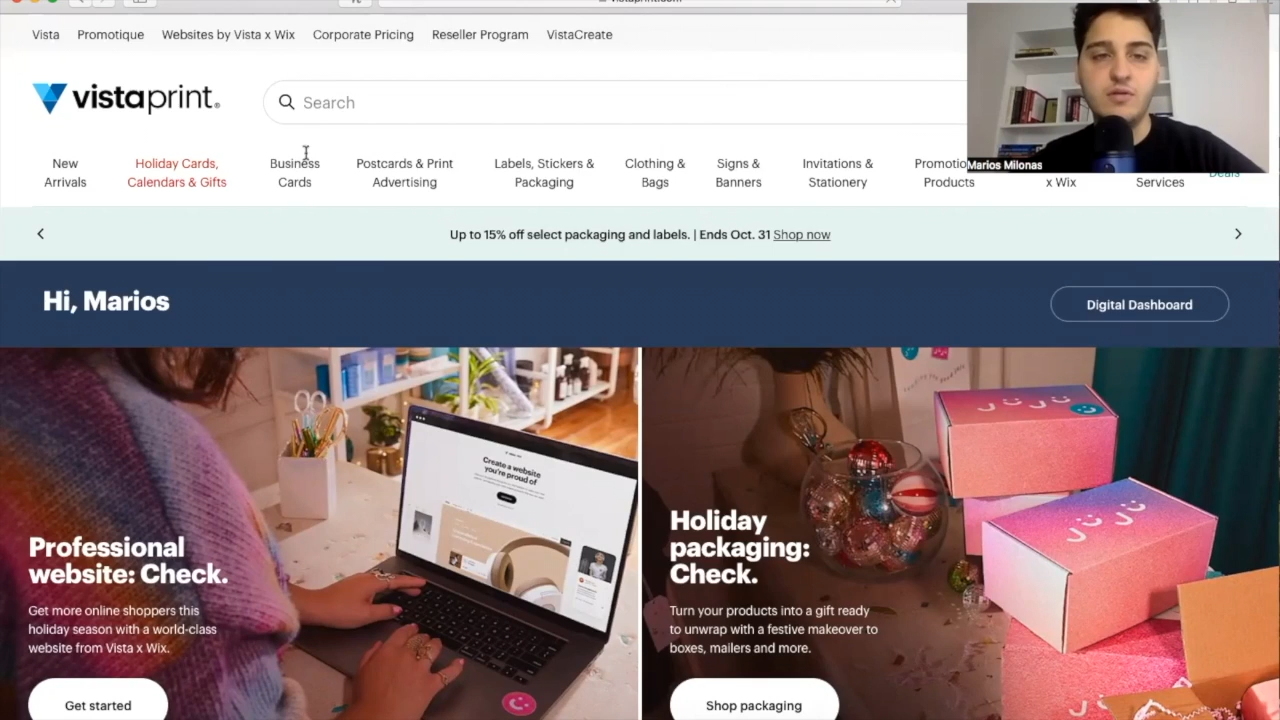 Vista Promotique Websites by Vista x Wix Corporate Pricing Reseller Program VistaCreate
vistaprint.
Search
New Arrivals
Holiday Cards, Calendars & Gifts
Business Cards
Postcards & Print Advertising
Labels, Stickers & Packaging
Clothing & Bags
Signs & Banners
Invitations & Stationery
Products
x Wix
Services
Deals
Marios Milonas
Up to 15% off select packaging and labels. | Ends Oct. 31 Shop now
Hi, Marios
Digital Dashboard
Create a website
you're proud of
Professional
website: Check.
Get more online shoppers this
holiday season with a world-class
website from Vista x Wix.
Get started
Holiday
packaging:
Check.
Turn your products into a gift ready
to unwrap with a festive makeover to
boxes, mailers and more.
Shop packaging